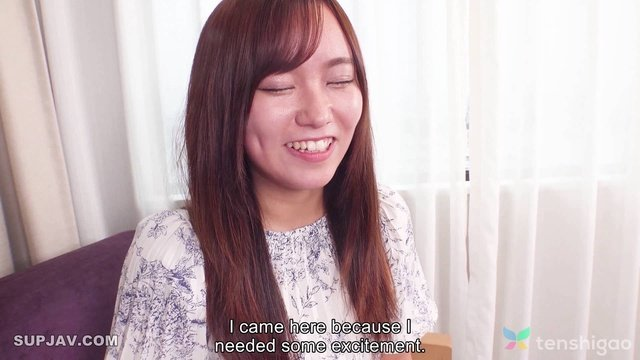 I came here because I
needed some excitement.
SUPJAV.COM
tenshigao